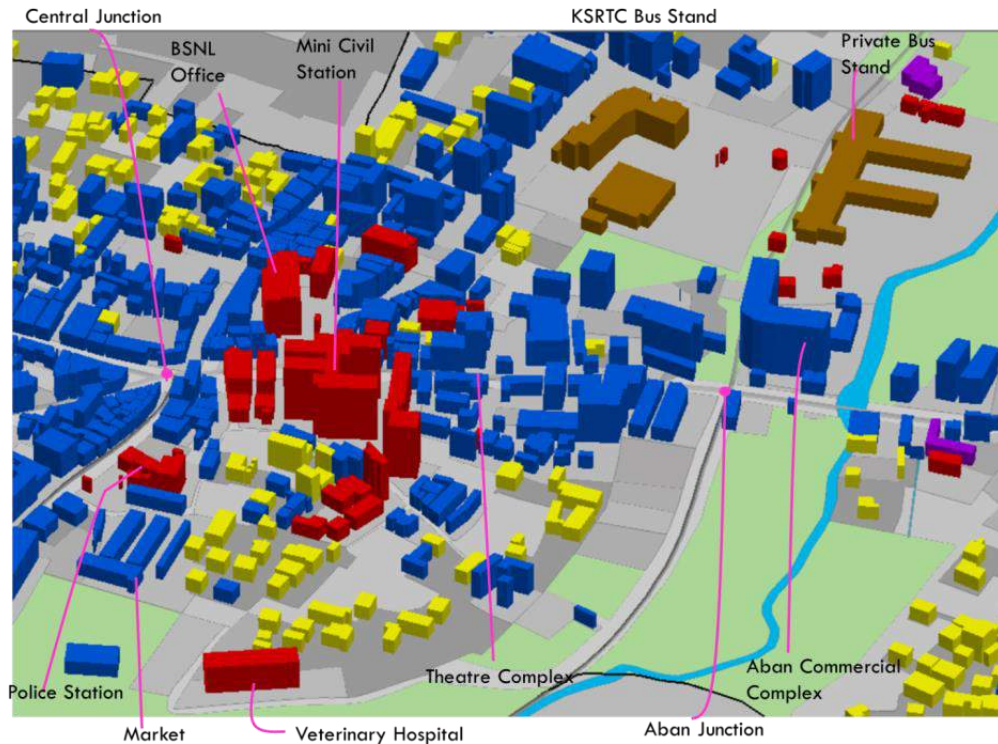 Central Junction
KSRTC Bus Stand
BSNL
Office
Mini Civil
Station
Private Bus
Stand
Theatre Complex
Aban Commercial
Complex
Police Station
Market
Veterinary Hospital
Aban Junction